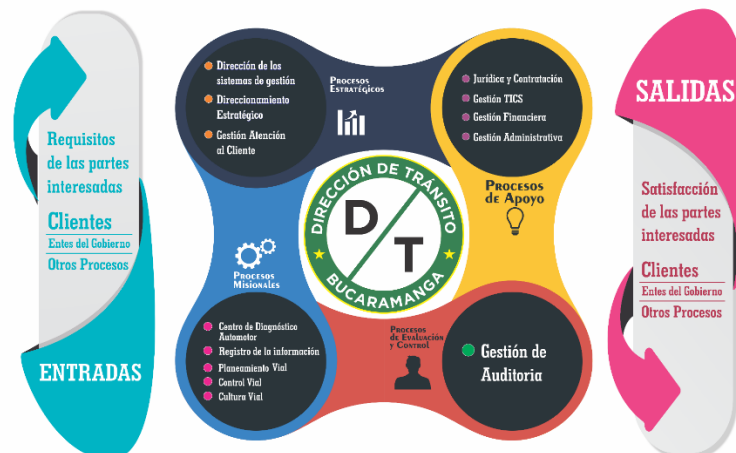 Requisitos
de las partes
interesadas
Clientes
Entes del Gobierno
Otros Procesos
ENTRADAS
Dirección de los
sistemas de gestión
Direccionamiento
Estratégico
Gestión Atención
al Cliente
PROCESOS
ESTRATÉGICOS
Jurídica y Contratación
Gestión TICS
Gestión Financiera
Gestión Administrativa
PROCESOS
DE APOYO
DIRECCIÓN DE TRÁNSITO
D/T
BUCARAMANGA
PROCESOS
MISIONALES
Centro de Diagnóstico
Automotor
Registro de la información
Planeamiento Vial
Control Vial
Cultura Vial
PROCESOS
DE EVALUACIÓN
Y CONTROL
Gestión de
Auditoria
SALIDAS
Satisfacción
de las partes
interesadas
Clientes
Entes del Gobierno
Otros Procesos